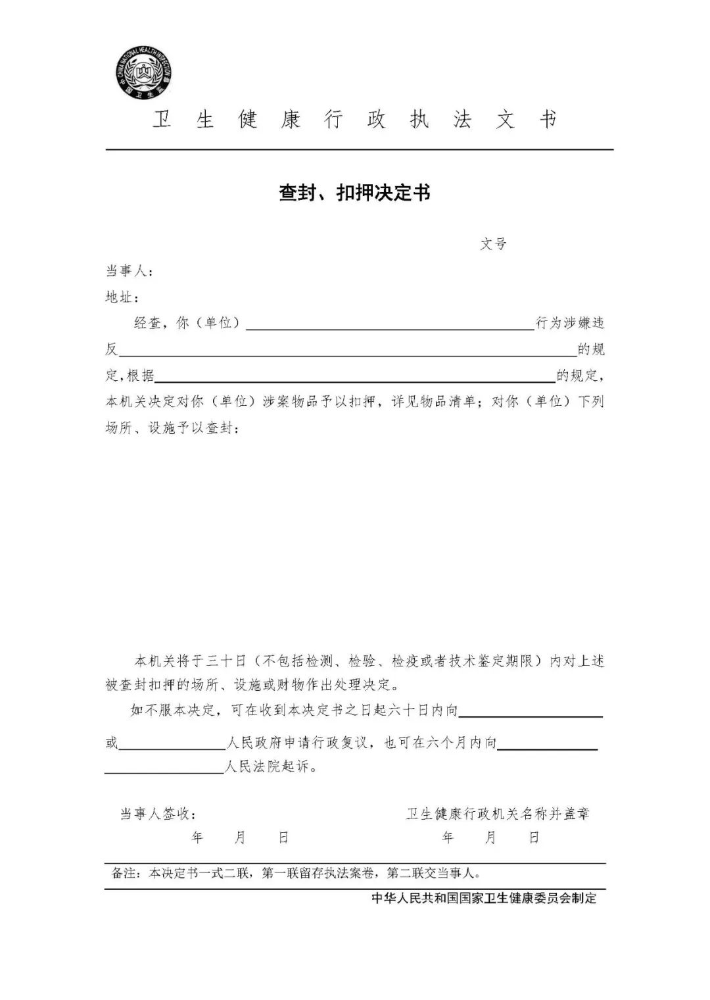 CHINA NATIONAL HEALTH INSPECTION
中国卫生监督
卫生健康行政执法文书
查封、扣押决定书
文号
当事人：
地址：
经查，你（单位）行为涉嫌违
反的规
定，根据的规定，
本机关决定对你（单位）涉案物品予以扣押，详见物品清单；对你（单位）下列
场所、设施予以查封：
本机关将于三十日（不包括检测、检验、检疫或者技术鉴定期限）内对上述
被查封扣押的场所、设施或财物作出处理决定。
如不服本决定，可在收到本决定书之日起六十日内向
或人民政府申请行政复议，也可在六个月内向
人民法院起诉。
当事人签收： 卫生健康行政机关名称并盖章
年 月 日 年 月 日
备注：本决定书一式二联，第一联留存执法案卷，第二联交当事人。
中华人民共和国国家卫生健康委员会制定